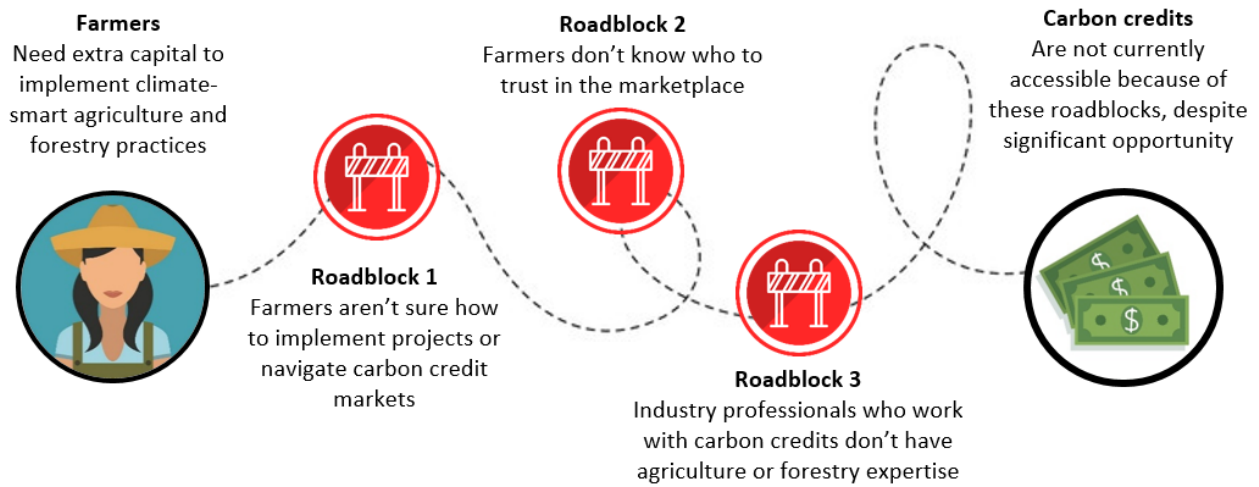 Farmers
Need extra capital to
implement climate-
smart agriculture and
forestry practices
Roadblock 1
Farmers aren’t sure how
to implement projects or
navigate carbon credit
markets
Roadblock 2
Farmers don’t know who to
trust in the marketplace
Roadblock 3
Industry professionals who work
with carbon credits don’t have
agriculture or forestry expertise
Carbon credits
Are not currently
accessible because of
these roadblocks, despite
significant opportunity
$
$
$